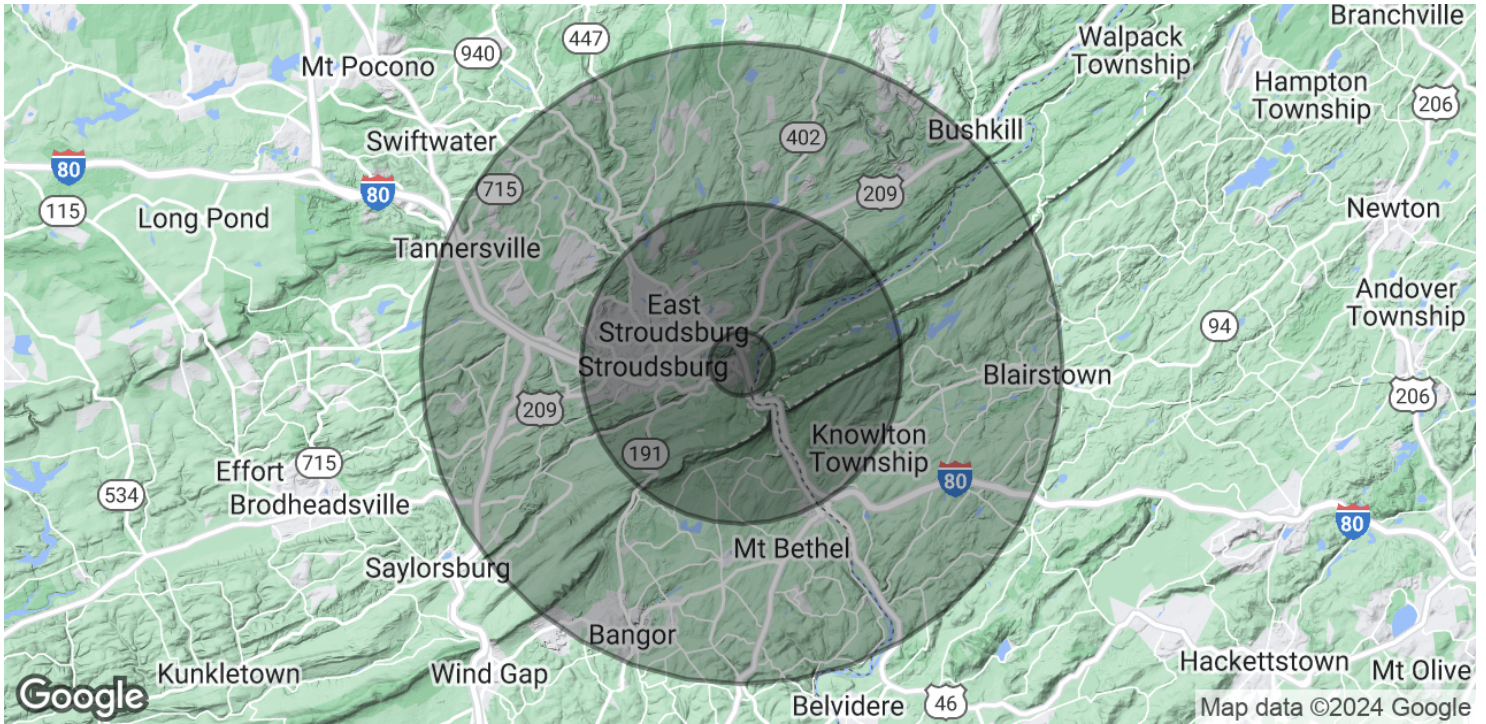 Branchville
447
Walpack
Township
940
Mt Pocono
Hampton
Township
206
Bushkill
402
Swiftwater
80
80
715
209
115
Long Pond
Newton
Tannersville
Andover
Township
East
Stroudsburg
94
Stroudsburg
Blairstown
206
209
Knowlton
Township
191
715
Effort
80
534
Brodheadsville
80
Mt Bethel
Saylorsburg
Bangor
Hackettstown
Mt Olive
Kunkletown
Wind Gap
Google
Belvidere
46
Map data ©2024 Google